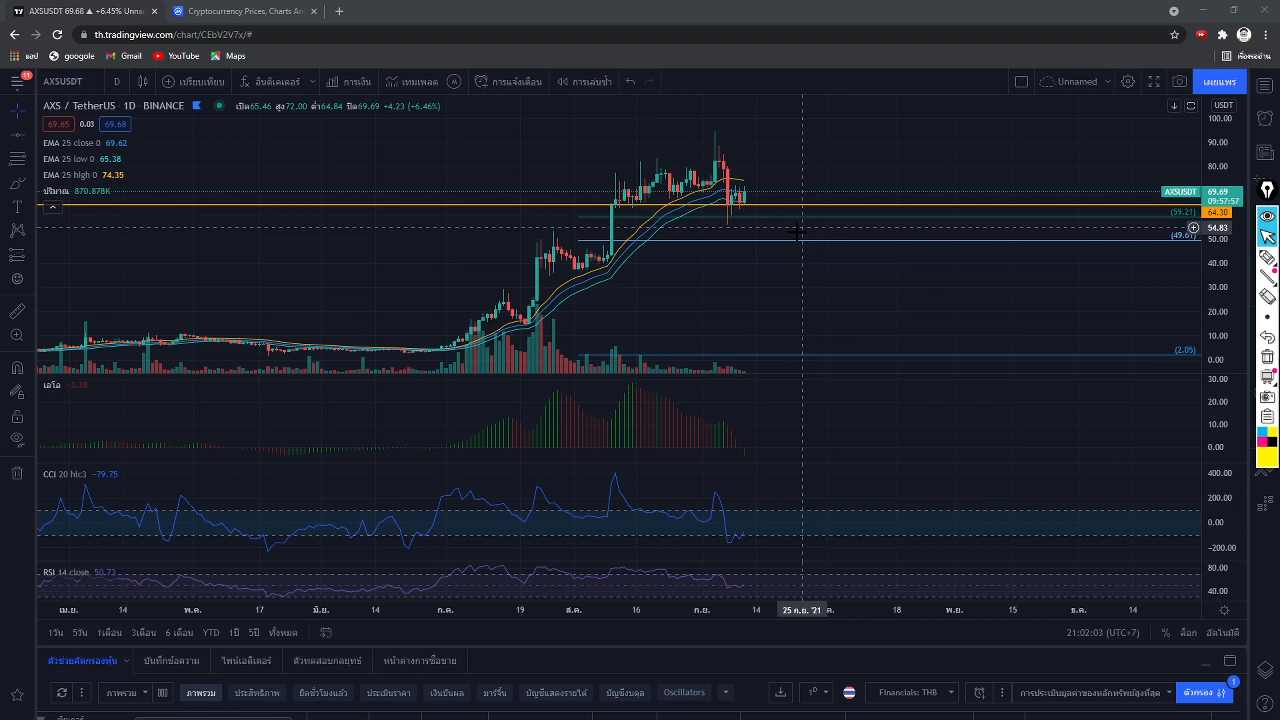 AXSUSDT 69.68 ▲ +6.45% Unnar
Cryptocurrency Prices, Charts An
th.tradingview.com/chart/CEbV2V7x/#
แอป google Gmail YouTube Maps
11 AXSUSDT D เปรียบเทียบ อินดิเคเตอร์ การเงิน เทมเพลต การแจ้งเตือน การเล่นซ้ำ Unnamed เผยแพร่
AXS / TetherUS · 1D · BINANCE เปิด65.46 สูง72.00 ต่ำ64.84 ปิด69.69 +4.23 (+6.46%) USDT
69.65 0.03 69.68
EMA 25 close 0 69.62
EMA 25 low 0 65.38
EMA 25 high 0 74.35
ปริมาณ 870.878K
100.00
90.00
80.00
AXSUSDT 69.69
09:57:57
(59.21) 64.30
54.83
50.00
40.00
30.00
20.00
10.00
(2.05)
0.00
เอโอ −3.38
30.00
20.00
10.00
0.00
CCI 20 hlc3 −79.75
400.00
200.00
0.00
−200.00
RSI 14 close 50.73
80.00
40.00
เม.ย. 14 พ.ค. 17 มิ.ย. 14 ก.ค. 19 ส.ค. 16 ก.ย. 14 25 ก.ย. '21 18 พ.ย. 15 ธ.ค. 14
1วัน 5วัน 1เดือน 3เดือน 6 เดือน YTD 1ปี 5ปี ทั้งหมด 21:02:03 (UTC+7) % ล็อก อัตโนมัติ
ตัวช่วยคัดกรองหุ้น บันทึกข้อความ ไพน์เอดิเตอร์ ตัวทดสอบกลยุทธ์ หน้าต่างการซื้อขาย
ภาพรวม ภาพรวม ประสิทธิภาพ ยืดชั่วโมงแล้ว ประเมินราคา เงินปันผล มาร์จิ้น บัญชีแสดงรายได้ บัญชีงบดุล Oscillators 1D Financials: THB การประเมินมูลค่าของหลักทรัพย์สูงที่สุด ตัวกรอง 1